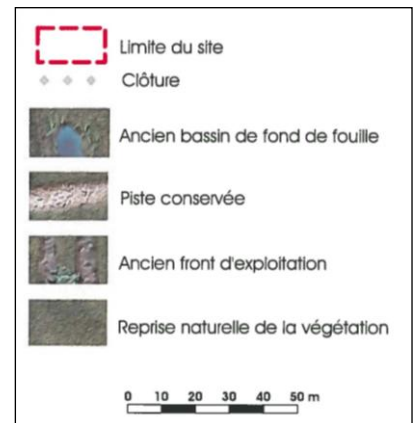 Limite du site
Clôture
Ancien bassin de fond de fouille
Piste conservée
Ancien front d'exploitation
Reprise naturelle de la végétation
0 10 20 30 40 50 m